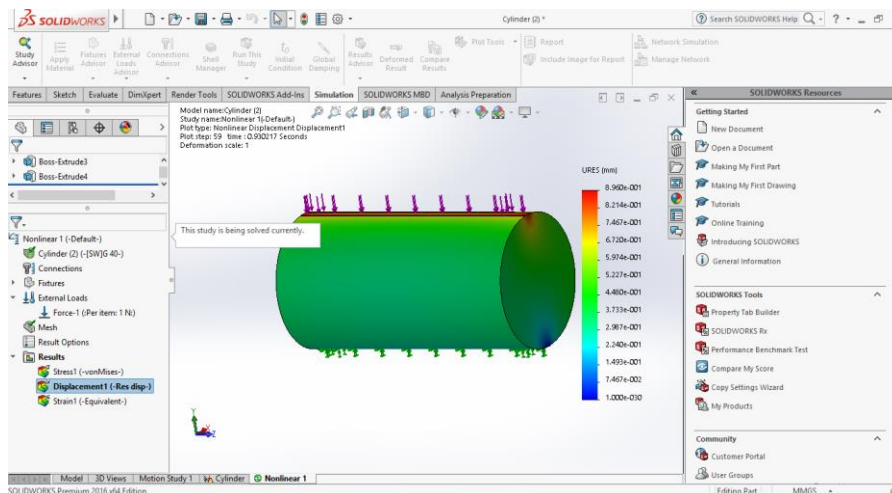 SOLIDWORKS
Cylinder (2) *
Search SOLIDWORKS Help
Study Advisor
Apply Material
Fixtures Advisor
External Loads Advisor
Connections Advisor
Shell Manager
Run This Study
Initial Condition
Global Damping
Results Advisor
Deformed Result
Compare Results
Plot Tools
Report
Include Image for Report
Network Simulation
Manage Network
Features
Sketch
Evaluate
DimXpert
Render Tools
SOLIDWORKS Add-Ins
Simulation
SOLIDWORKS MBD
Analysis Preparation
Boss-Extrude3
Boss-Extrude4
Nonlinear 1 (-Default-)
Cylinder (2) (-[SW]G 40-)
Connections
Fixtures
External Loads
Force-1 (:Per item: 1 N:)
Mesh
Result Options
Results
Stress1 (-vonMises-)
Displacement1 (-Res disp-)
Strain1 (-Equivalent-)
Model name:Cylinder (2)
Study name:Nonlinear 1(-Default-)
Plot type: Nonlinear Displacement Displacement1
Plot step: 59 time : 0.930217 Seconds
Deformation scale: 1
This study is being solved currently.
URES (mm)
8.960e-001
8.214e-001
7.467e-001
6.720e-001
5.974e-001
5.227e-001
4.480e-001
3.733e-001
2.987e-001
2.240e-001
1.493e-001
7.467e-002
1.000e-030
Y
X
Z
SOLIDWORKS Resources
Getting Started
New Document
Open a Document
Making My First Part
Making My First Drawing
Tutorials
Online Training
Introducing SOLIDWORKS
General Information
SOLIDWORKS Tools
Property Tab Builder
SOLIDWORKS Rx
Performance Benchmark Test
Compare My Score
Copy Settings Wizard
My Products
Community
Customer Portal
User Groups
Model
3D Views
Motion Study 1
Cylinder
Nonlinear 1
SOLIDWORKS Premium 2016 x64 Edition
Editing Part
MMGS